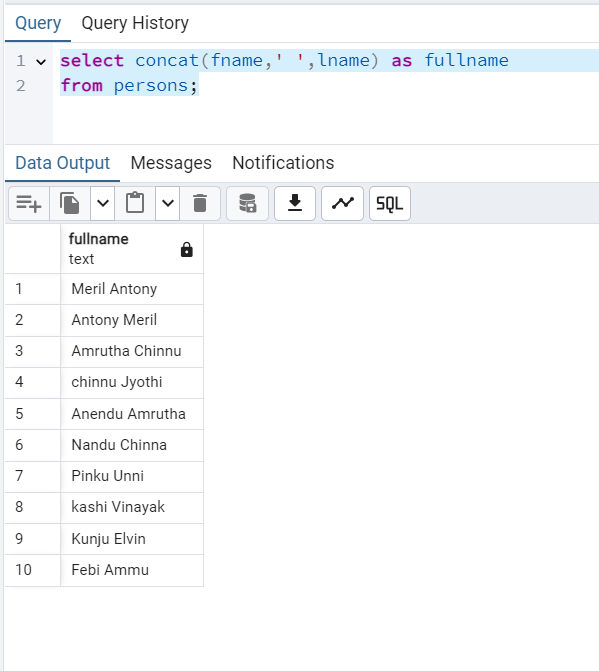 Query Query History
1 select concat(fname,' ',lname) as fullname
2 from persons;
Data Output Messages Notifications
SQL
fullname
text
1 Meril Antony
2 Antony Meril
3 Amrutha Chinnu
4 chinnu Jyothi
5 Anendu Amrutha
6 Nandu Chinna
7 Pinku Unni
8 kashi Vinayak
9 Kunju Elvin
10 Febi Ammu